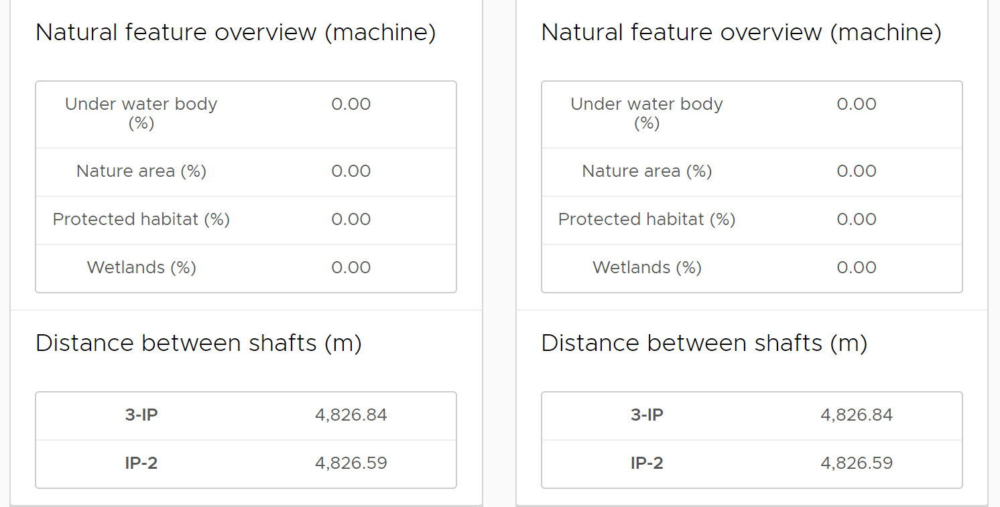 Natural feature overview (machine)
Under water body 0.00
(%)
Nature area (%) 0.00
Protected habitat (%) 0.00
Wetlands (%) 0.00
Distance between shafts (m)
3-IP 4,826.84
IP-2 4,826.59
Natural feature overview (machine)
Under water body 0.00
(%)
Nature area (%) 0.00
Protected habitat (%) 0.00
Wetlands (%) 0.00
Distance between shafts (m)
3-IP 4,826.84
IP-2 4,826.59